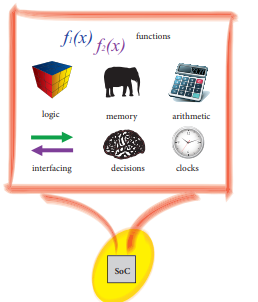 f₁(x) f₂(x) functions
logic memory arithmetic
interfacing decisions clocks
SoC